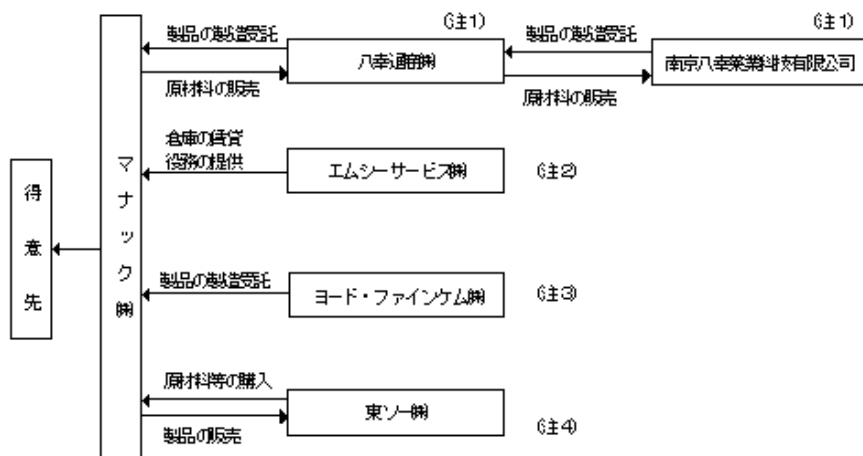 (注1)
(注1)
製品の製造受託
製品の製造受託
八幸通商㈱
南京八幸薬業科技有限公司
原材料の販売
原材料の販売
倉庫の賃貸
役務の提供
エムシーサービス㈱
(注2)
マナック㈱
得意先
製品の製造受託
ヨード・ファインケム㈱
(注3)
原材料等の購入
東ソー㈱
(注4)
製品の販売